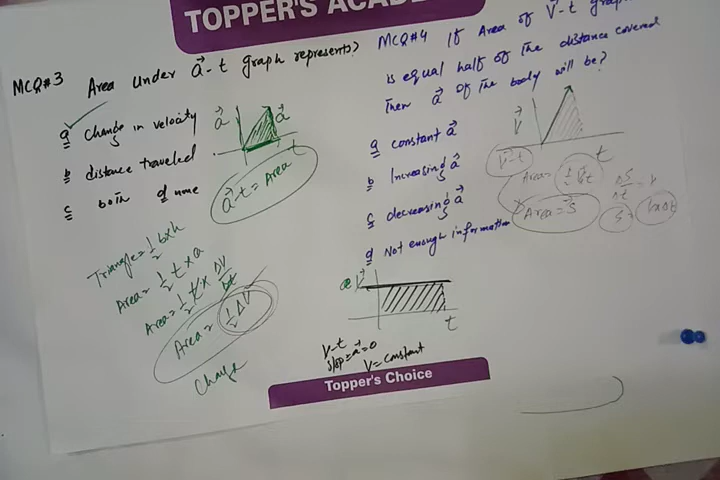 TOPPER'S ACADE
MCQ#3 Area under a⃗-t graph represents?
a Change in velocity
b distance traveled
c both d none
a⃗
a⃗
t
a⃗-t = Area
Triangle = 1/2 b×h
Area = 1/2 t × a
Area = 1/2 t × ΔV/Δt
Area = 1/2 ΔV
Change
MCQ#4 If Area of V⃗-t grap
is equal half of the distance covered
Then a⃗ of the body will be?
a constant a⃗
b Increasing a⃗
c decreasing a⃗
d Not enough information
V⃗
t
V-t
Area = 1/2 Vt
Area = S⃗
t
V-t
slop = a⃗ = 0
V = constant
Topper's Choice